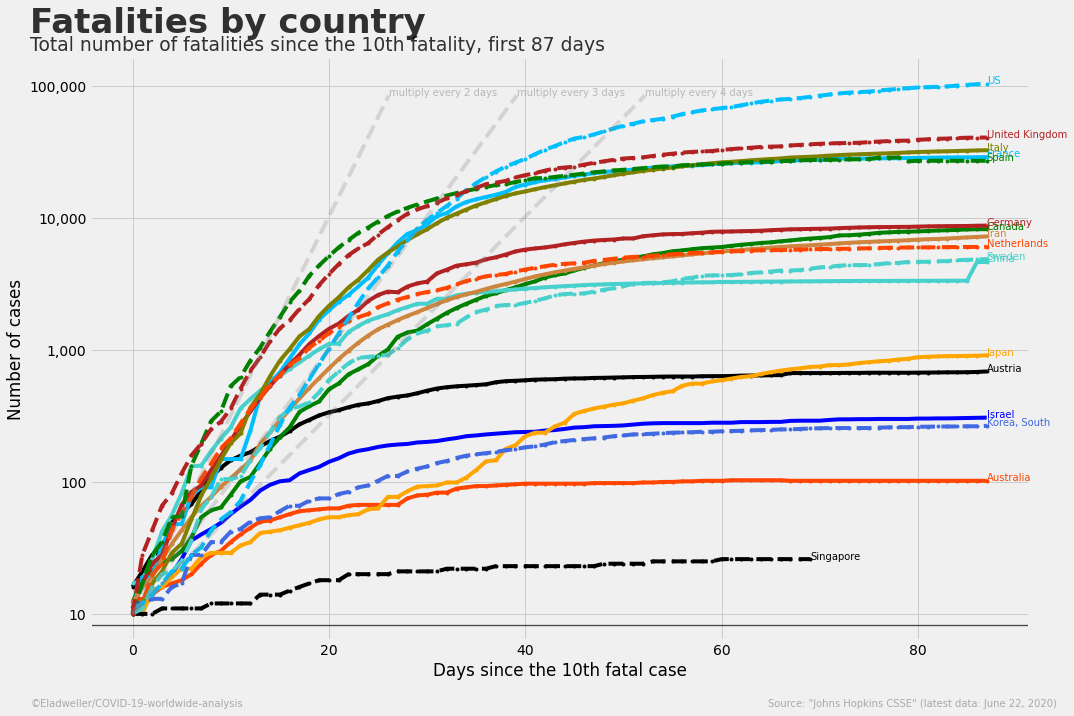 Fatalities by country
Total number of fatalities since the 10th fatality, first 87 days
100,000
10,000
1,000
100
10
Number of cases
multiply every 2 days
multiply every 3 days
multiply every 4 days
US
United Kingdom
Italy
France
Spain
Germany
Canada
Iran
Netherlands
Sweden
China
Japan
Austria
Israel
Korea, South
Australia
Singapore
0 20 40 60 80
Days since the 10th fatal case
©Eladweller/COVID-19-worldwide-analysis
Source: "Johns Hopkins CSSE" (latest data: June 22, 2020)